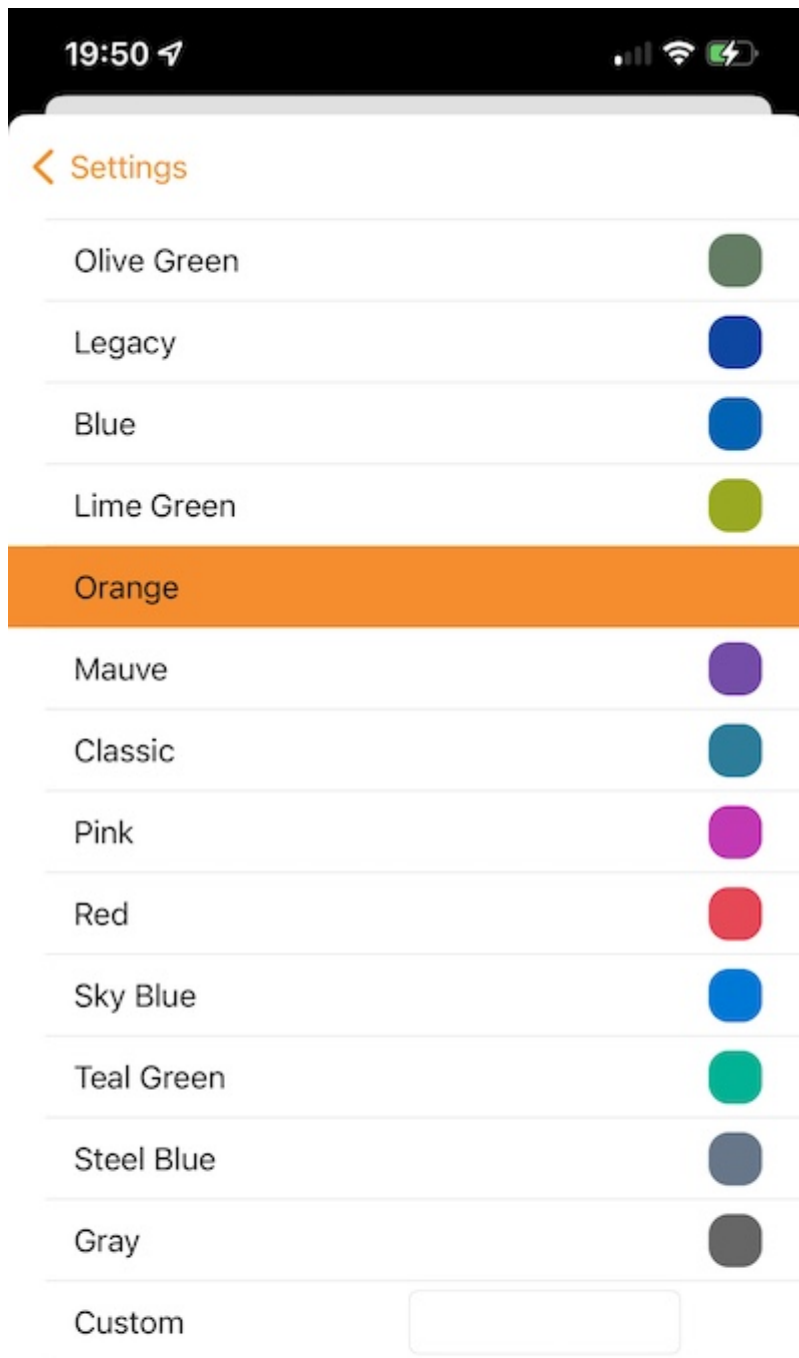 19:50
Settings
Olive Green
Legacy
Blue
Lime Green
Orange
Mauve
Classic
Pink
Red
Sky Blue
Teal Green
Steel Blue
Gray
Custom